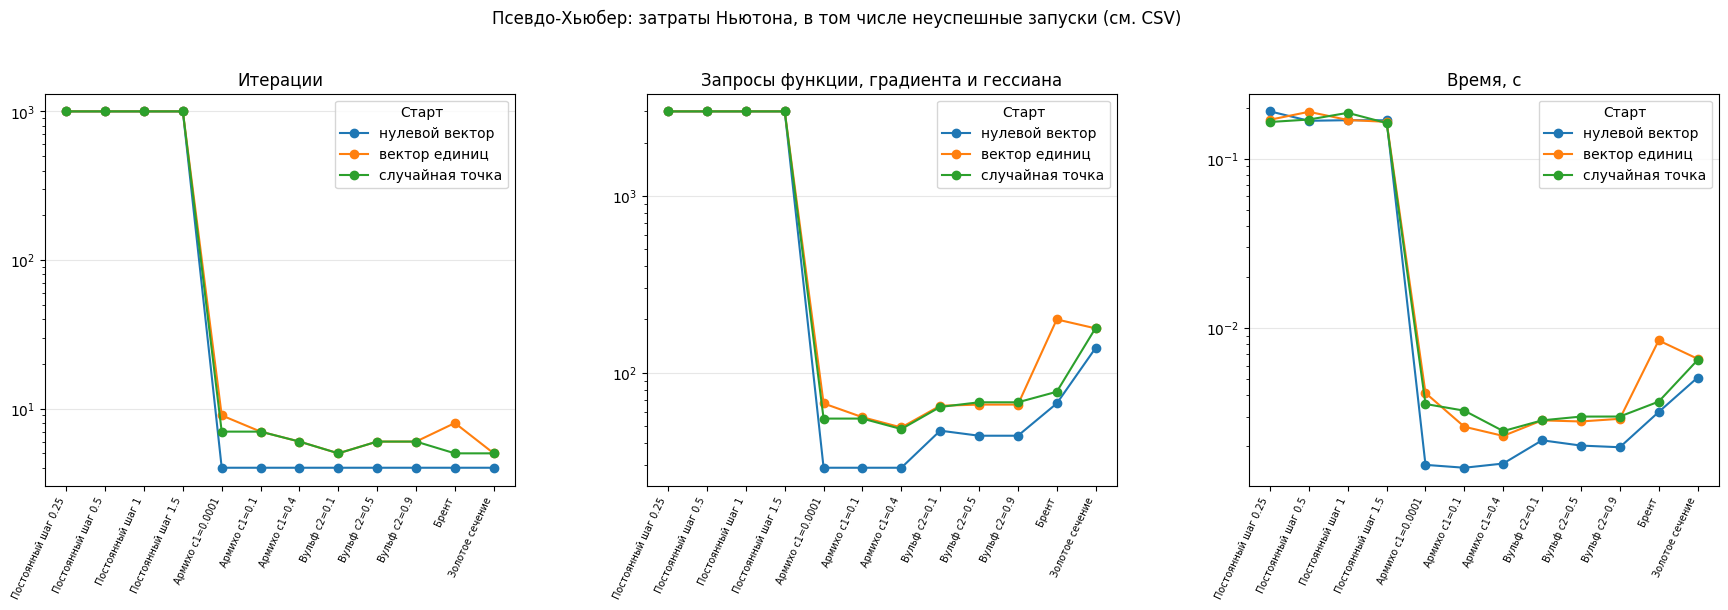 Псевдо-Хьюбер: затраты Ньютона, в том числе неуспешные запуски (см. CSV)
Итерации
10³
10²
10¹
Старт
нулевой вектор
вектор единиц
случайная точка
Постоянный шаг 0.25
Постоянный шаг 0.5
Постоянный шаг 1
Постоянный шаг 1.5
Армихо c1=0.0001
Армихо c1=0.1
Армихо c1=0.4
Вульф c2=0.1
Вульф c2=0.5
Вульф c2=0.9
Брент
Золотое сечение
Запросы функции, градиента и гессиана
10³
10²
Старт
нулевой вектор
вектор единиц
случайная точка
Постоянный шаг 0.25
Постоянный шаг 0.5
Постоянный шаг 1
Постоянный шаг 1.5
Армихо c1=0.0001
Армихо c1=0.1
Армихо c1=0.4
Вульф c2=0.1
Вульф c2=0.5
Вульф c2=0.9
Брент
Золотое сечение
Время, с
10⁻¹
10⁻²
Старт
нулевой вектор
вектор единиц
случайная точка
Постоянный шаг 0.25
Постоянный шаг 0.5
Постоянный шаг 1
Постоянный шаг 1.5
Армихо c1=0.0001
Армихо c1=0.1
Армихо c1=0.4
Вульф c2=0.1
Вульф c2=0.5
Вульф c2=0.9
Брент
Золотое сечение